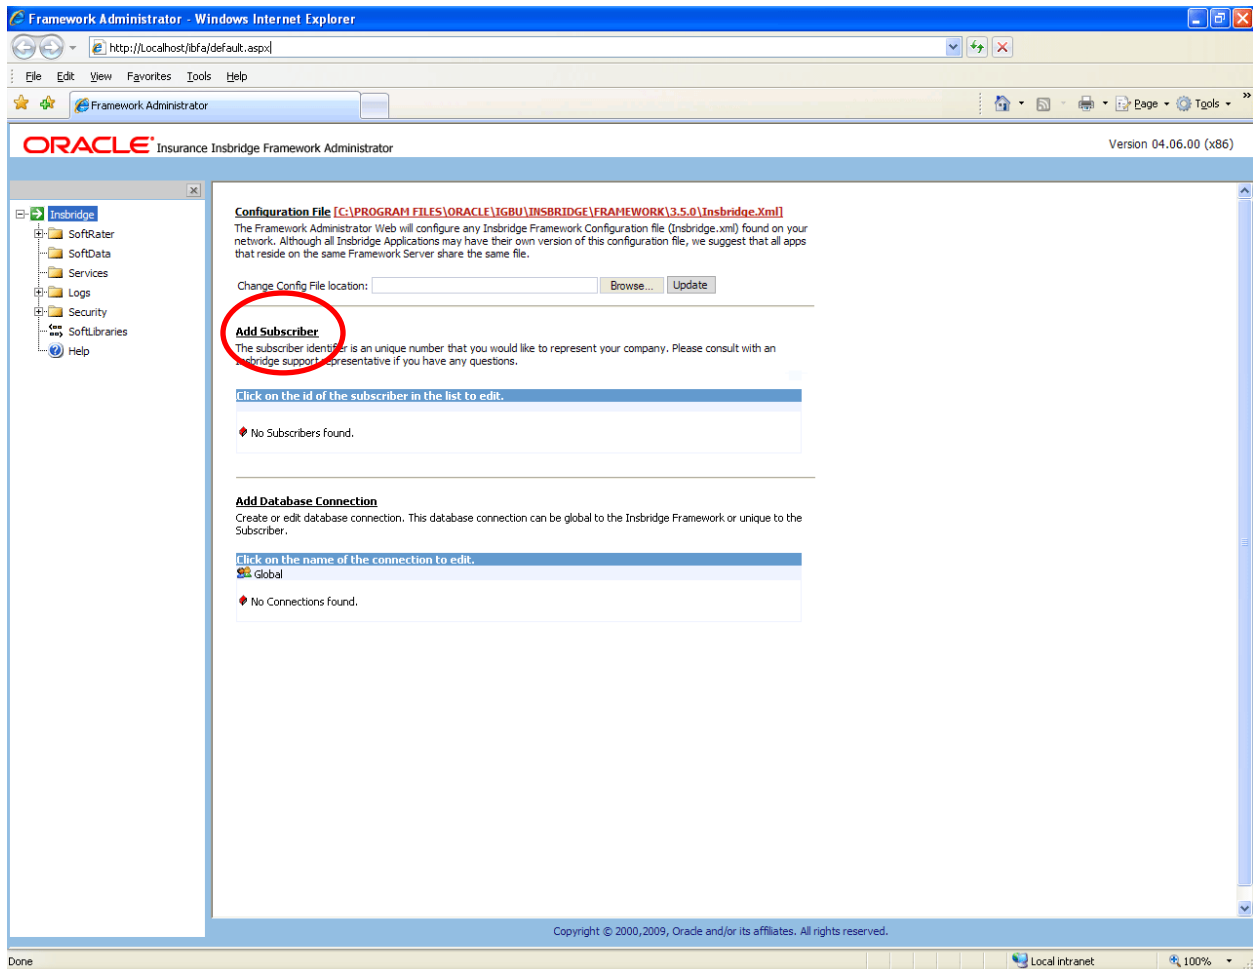 Framework Administrator - Windows Internet Explorer
http://Localhost/ibfa/default.aspx
File Edit View Favorites Tools Help
Framework Administrator
Page Tools »
ORACLE Insurance Insbridge Framework Administrator
Version 04.06.00 (x86)
Insbridge
SoftRater
SoftData
Services
Logs
Security
SoftLibraries
Help
Configuration File [C:\PROGRAM FILES\ORACLE\IGBU\INSBRIDGE\FRAMEWORK\3.5.0\Insbridge.Xml]
The Framework Administrator Web will configure any Insbridge Framework Configuration file (Insbridge.xml) found on your
network. Although all Insbridge Applications may have their own version of this configuration file, we suggest that all apps
that reside on the same Framework Server share the same file.
Change Config File location: Browse... Update
Add Subscriber
The subscriber identifier is an unique number that you would like to represent your company. Please consult with an
Insbridge support representative if you have any questions.
Click on the id of the subscriber in the list to edit.
No Subscribers found.
Add Database Connection
Create or edit database connection. This database connection can be global to the Insbridge Framework or unique to the
Subscriber.
Click on the name of the connection to edit.
Global
No Connections found.
Copyright © 2000,2009, Oracle and/or its affiliates. All rights reserved.
Done
Local intranet
100%